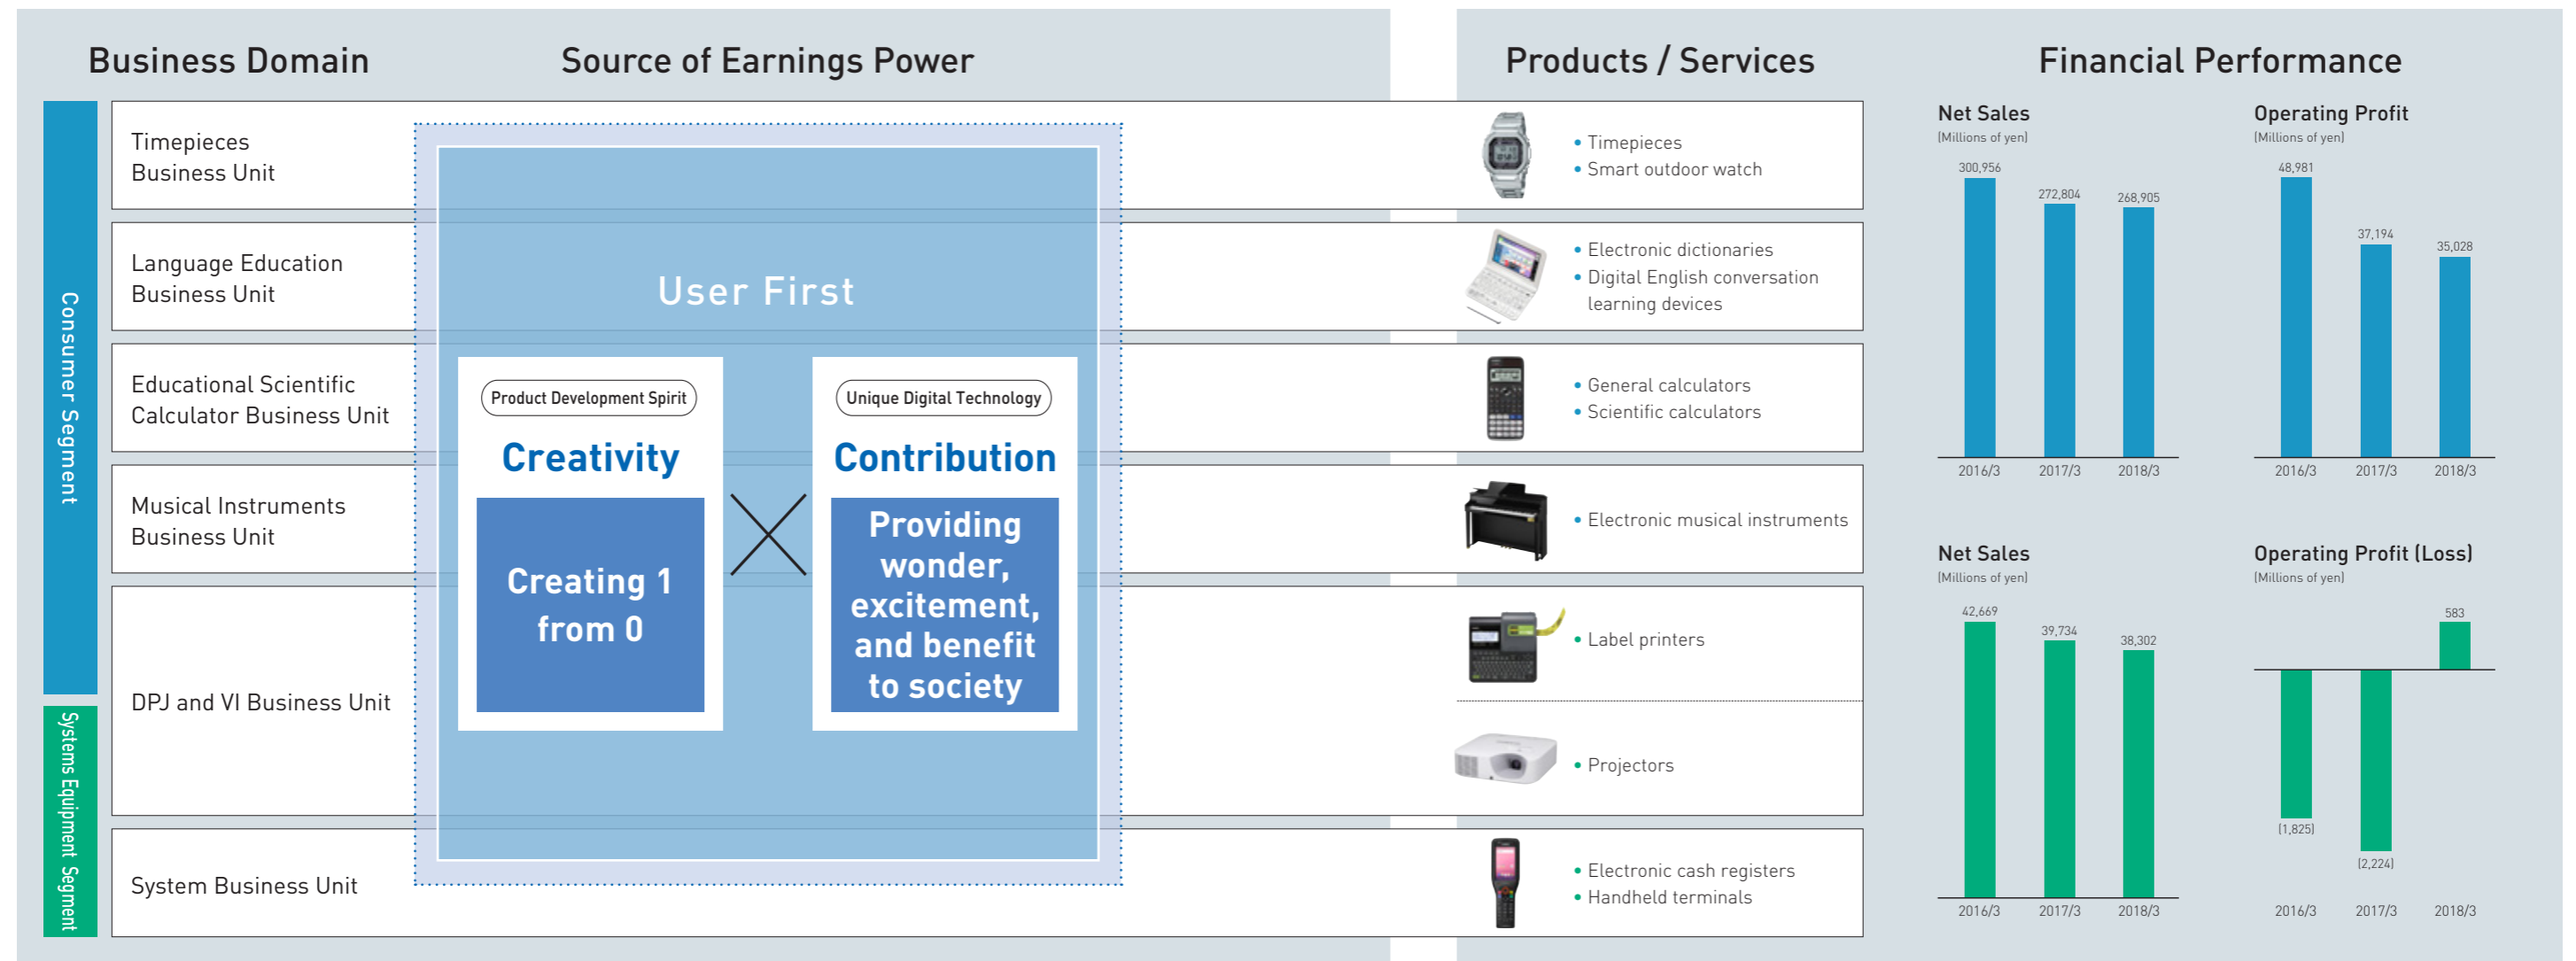 Business Domain
Source of Earnings Power
Products / Services
Financial Performance
Consumer Segment
Systems Equipment Segment
Timepieces
Business Unit
Language Education
Business Unit
Educational Scientific
Calculator Business Unit
Musical Instruments
Business Unit
DPJ and VI Business Unit
System Business Unit
User First
Product Development Spirit
Creativity
Creating 1
from 0
Unique Digital Technology
Contribution
Providing
wonder,
excitement,
and benefit
to society
• Timepieces
• Smart outdoor watch
• Electronic dictionaries
• Digital English conversation
learning devices
• General calculators
• Scientific calculators
• Electronic musical instruments
• Label printers
• Projectors
• Electronic cash registers
• Handheld terminals
Net Sales
(Millions of yen)
300,956
272,804
268,905
2016/3
2017/3
2018/3
Operating Profit
(Millions of yen)
48,981
37,194
35,028
2016/3
2017/3
2018/3
Net Sales
(Millions of yen)
42,669
39,734
38,302
2016/3
2017/3
2018/3
Operating Profit (Loss)
(Millions of yen)
583
(1,825)
(2,224)
2016/3
2017/3
2018/3